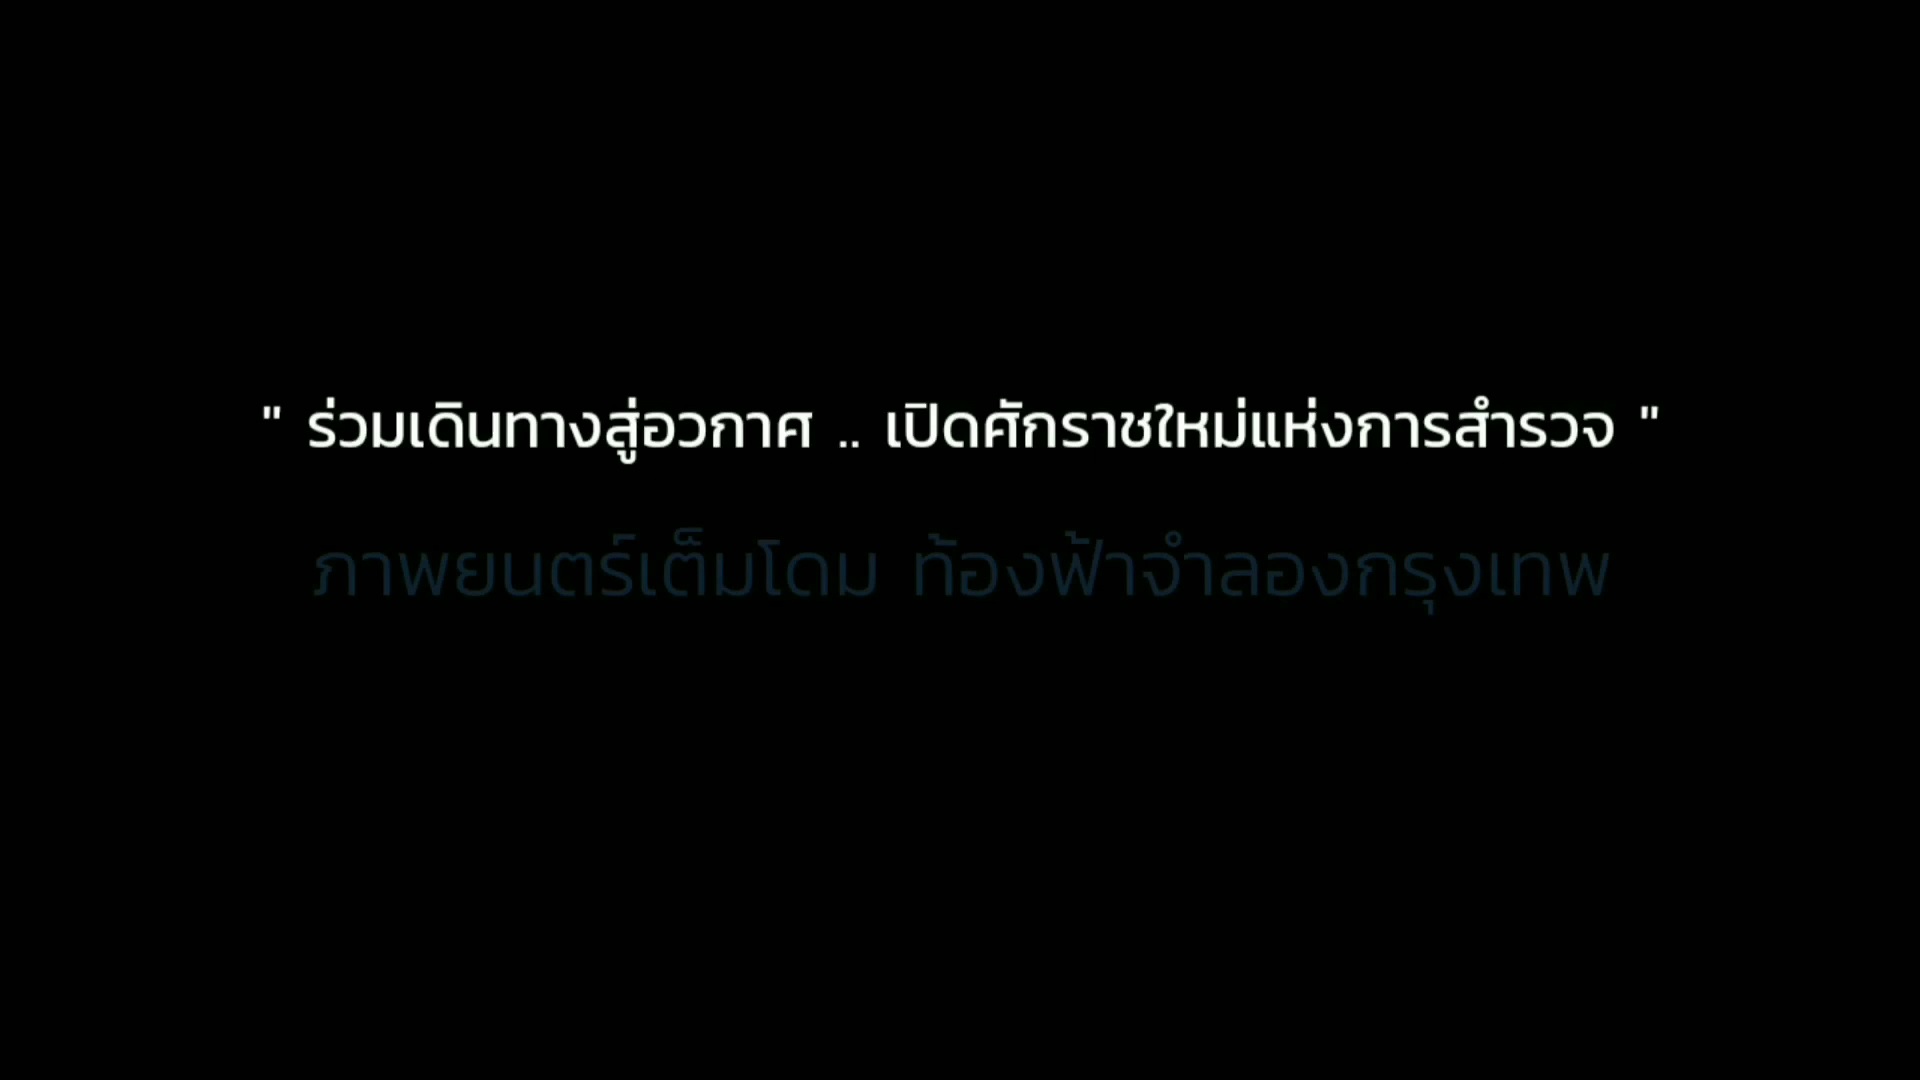 " ร่วมเดินทางสู่อวกาศ .. เปิดศักราชใหม่แห่งการสำรวจ "
ภาพยนตร์เต็มโดม ท้องฟ้าจำลองกรุงเทพ